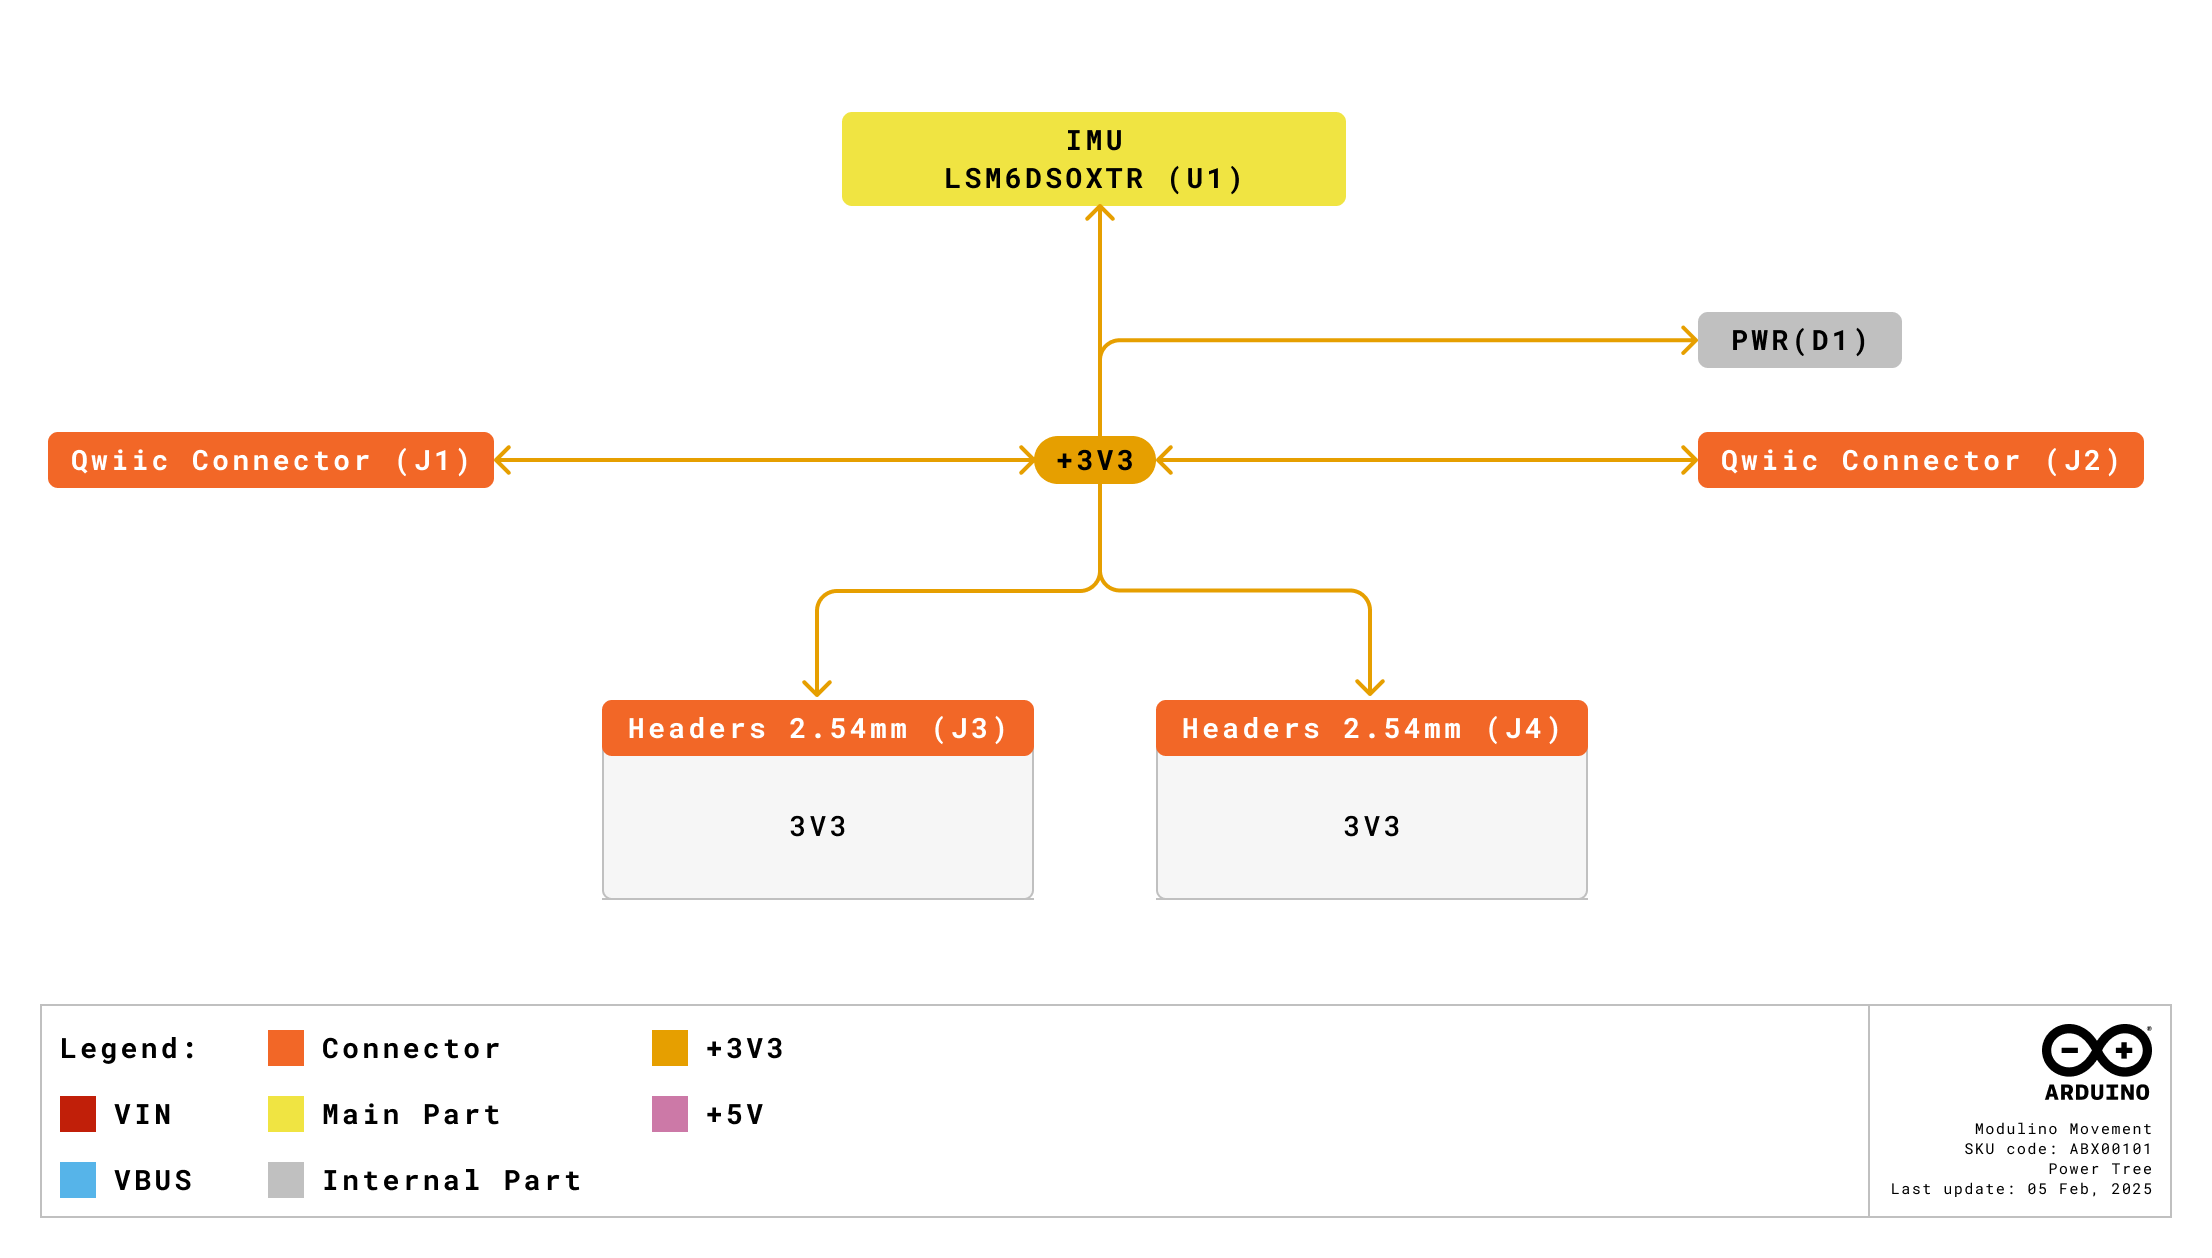 IMU
LSM6DSOXTR (U1)
PWR(D1)
Qwiic Connector (J1)
+3V3
Qwiic Connector (J2)
Headers 2.54mm (J3)
Headers 2.54mm (J4)
3V3
3V3
Legend:
Connector
+3V3
VIN
Main Part
+5V
VBUS
Internal Part
ARDUINO
Modulino Movement
SKU code: ABX00101
Power Tree
Last update: 05 Feb, 2025